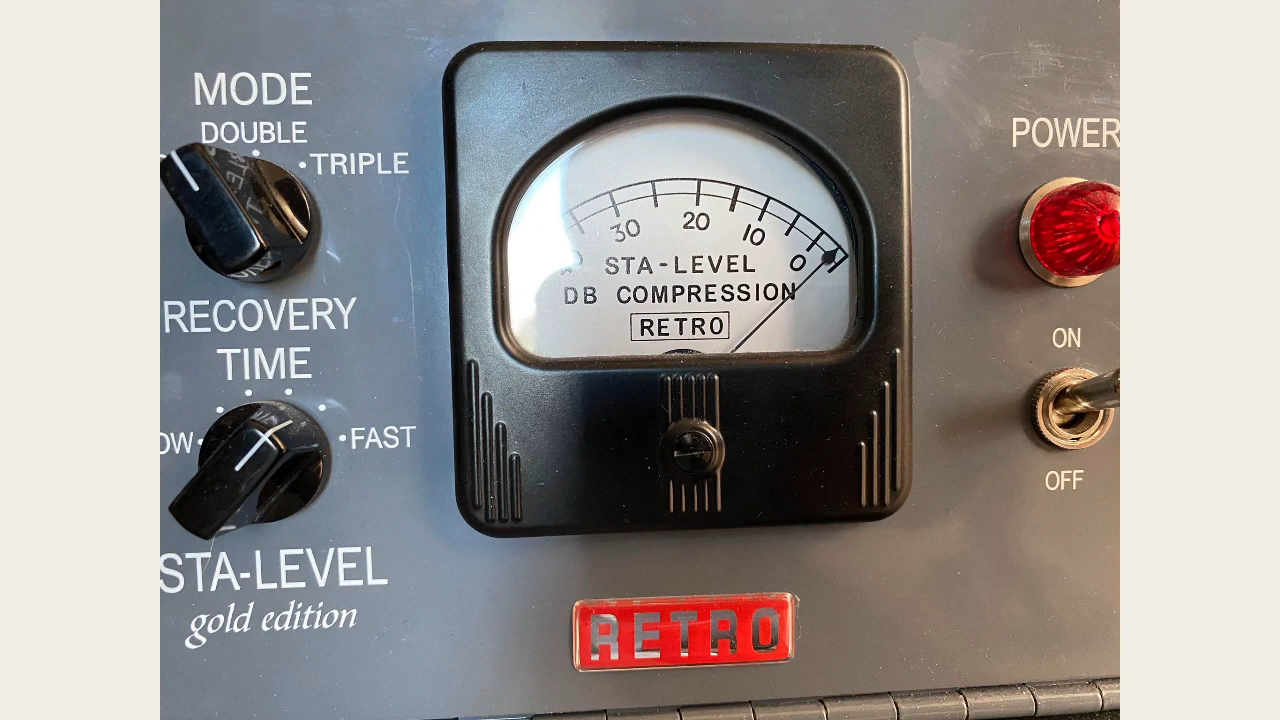 MODE
DOUBLE
TRIPLE
RECOVERY
TIME
OW
FAST
STA-LEVEL
gold edition
30 20 10 0
STA-LEVEL
DB COMPRESSION
RETRO
RETRO
POWER
ON
OFF